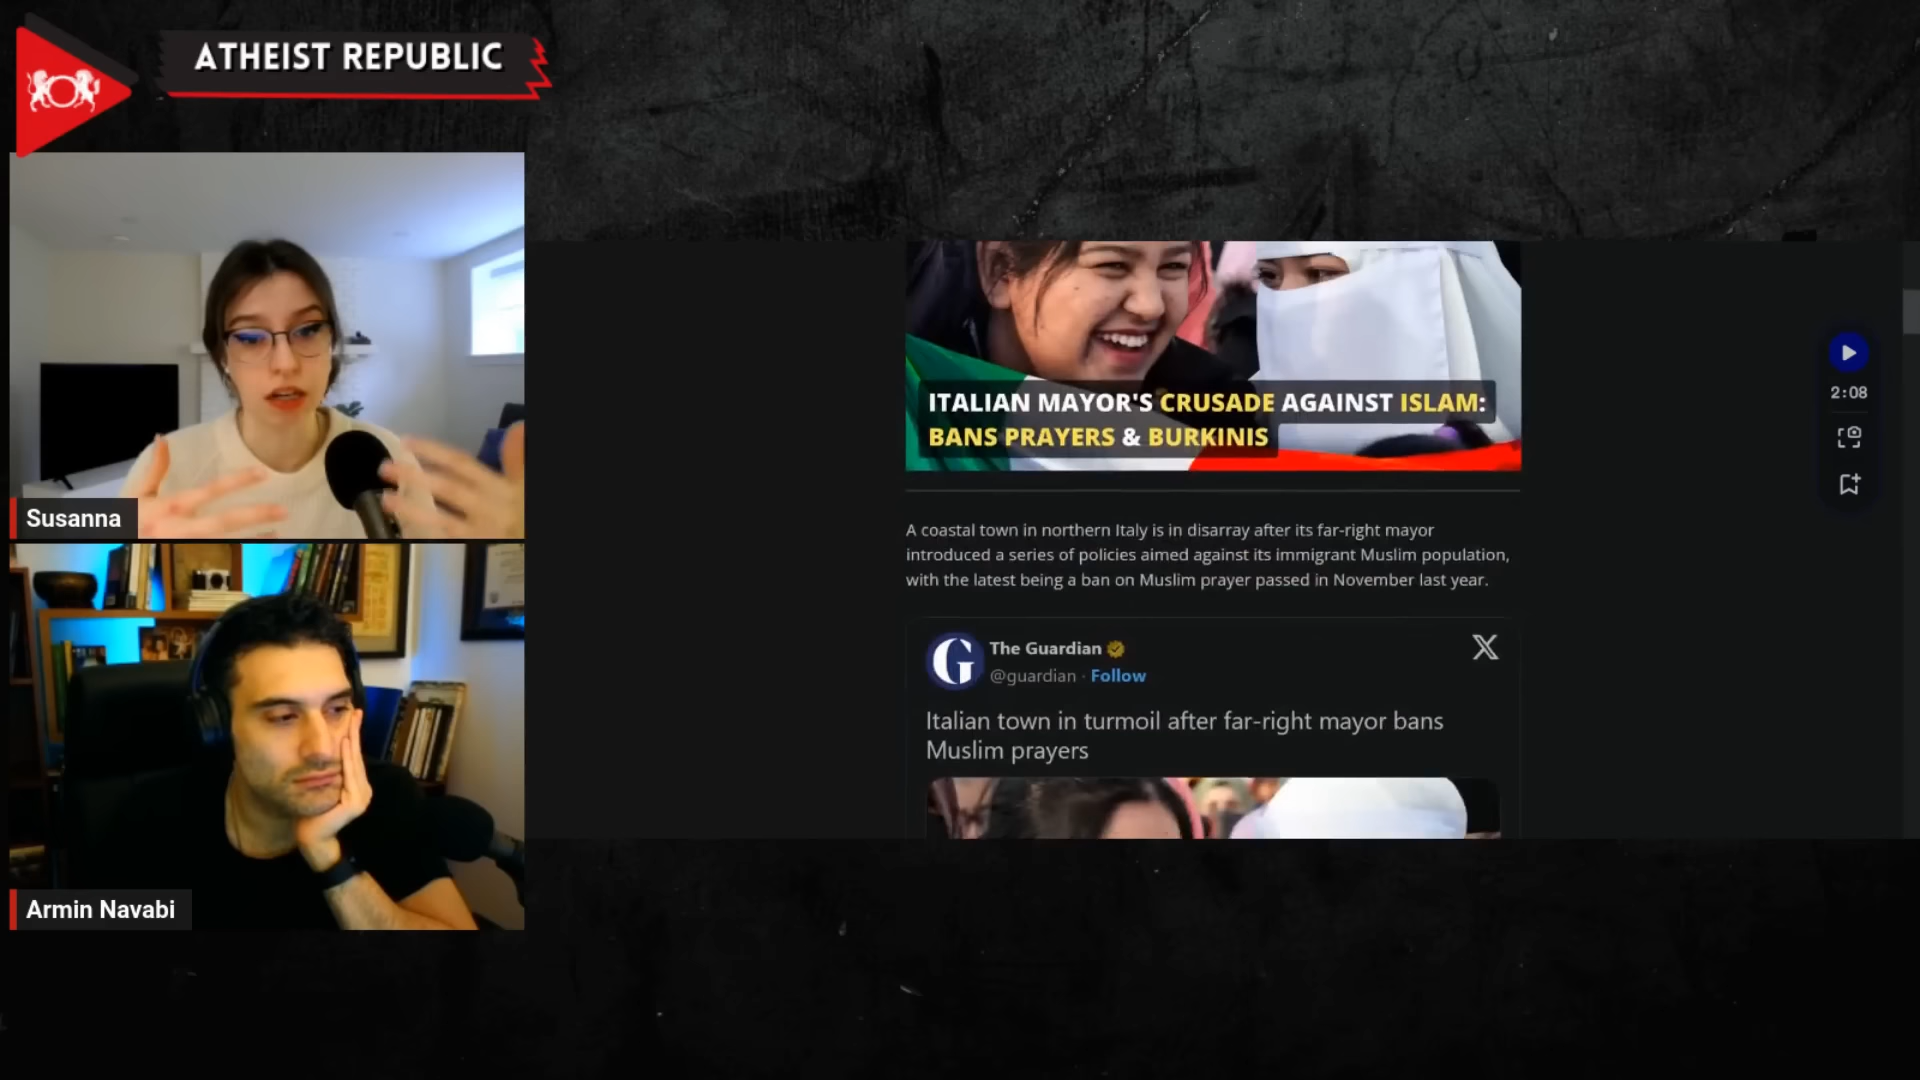 ATHEIST REPUBLIC
Susanna
Armin Navabi
ITALIAN MAYOR'S CRUSADE AGAINST ISLAM:
BANS PRAYERS & BURKINIS
A coastal town in northern Italy is in disarray after its far-right mayor
introduced a series of policies aimed against its immigrant Muslim population,
with the latest being a ban on Muslim prayer passed in November last year.
The Guardian
@guardian · Follow
Italian town in turmoil after far-right mayor bans
Muslim prayers
2:08